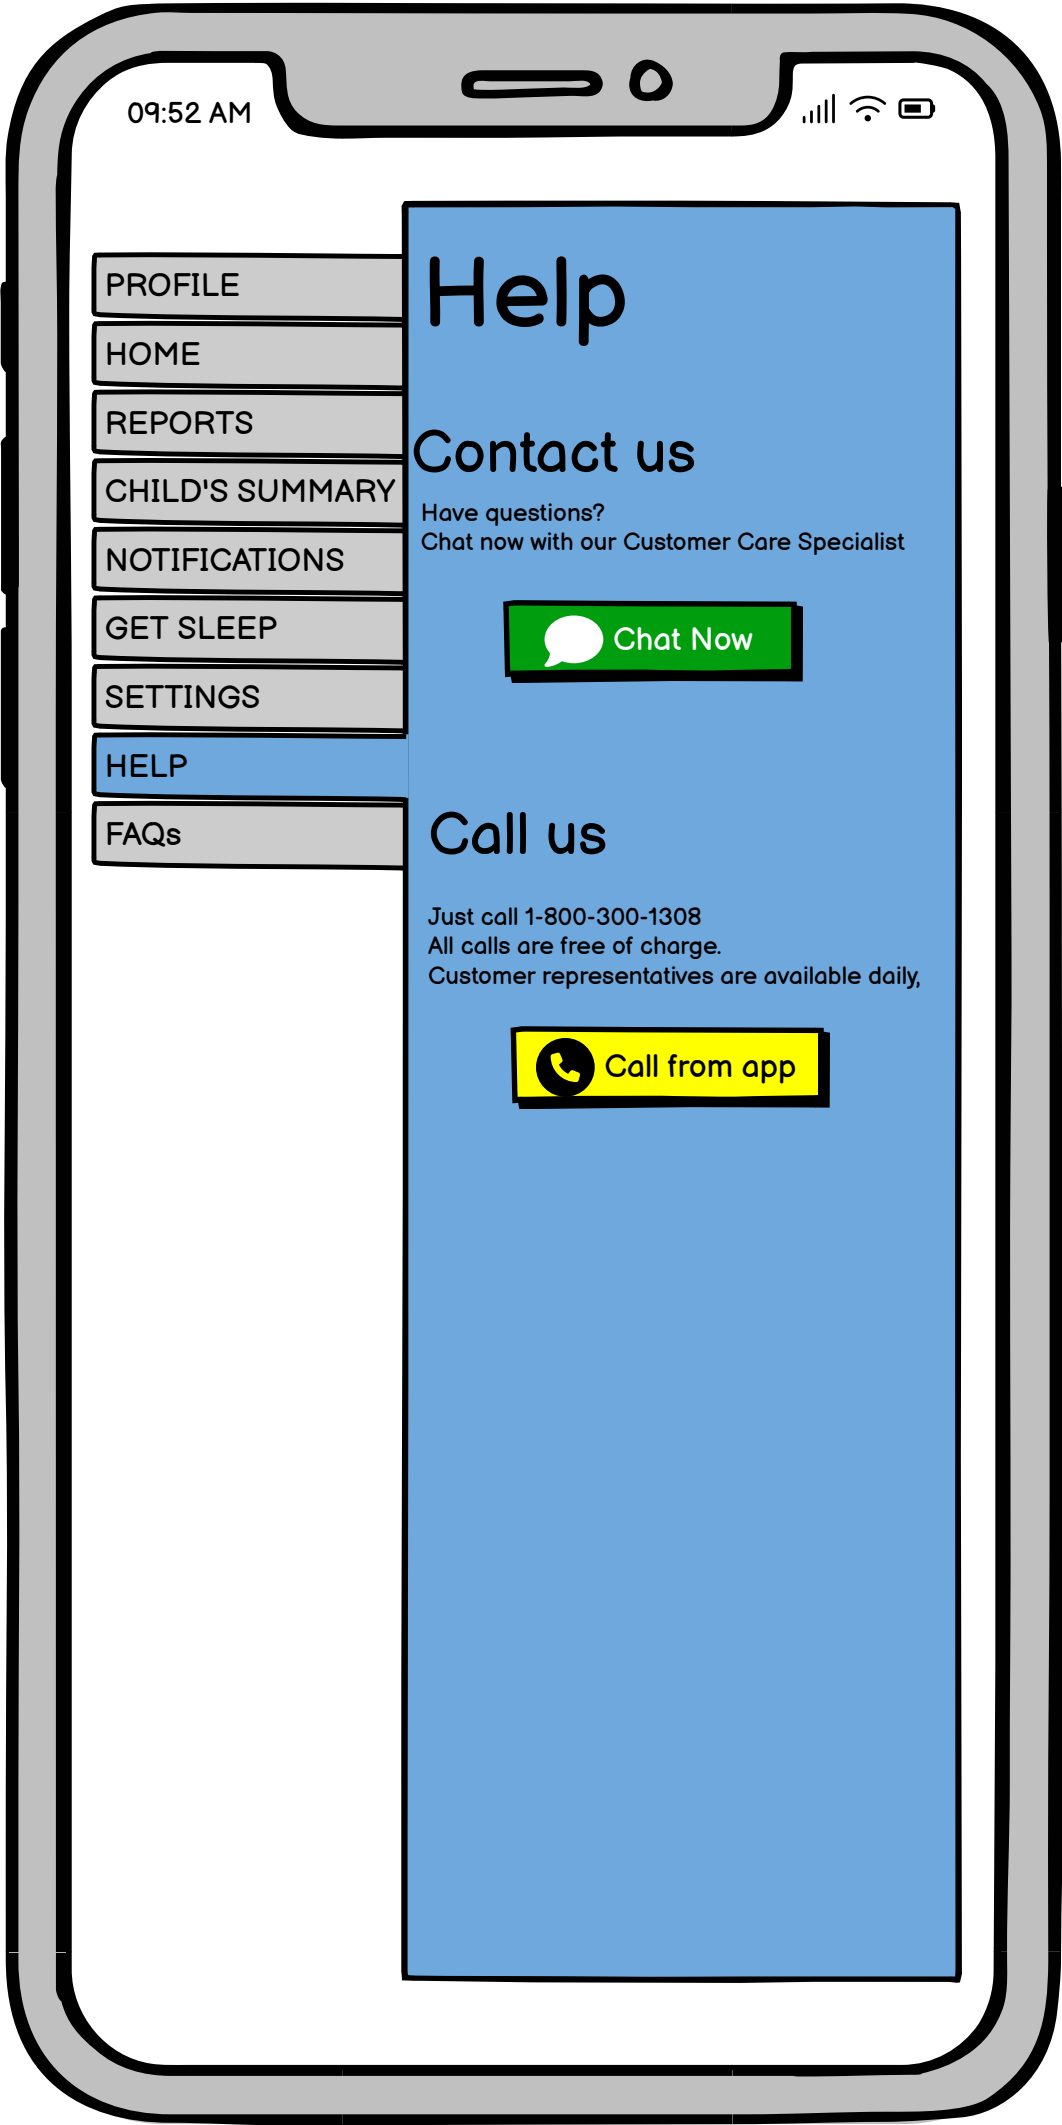 09:52 AM
PROFILE
HOME
REPORTS
CHILD'S SUMMARY
NOTIFICATIONS
GET SLEEP
SETTINGS
HELP
FAQs
Help
Contact us
Have questions?
Chat now with our Customer Care Specialist
Chat Now
Call us
Just call 1-800-300-1308
All calls are free of charge.
Customer representatives are available daily,
Call from app